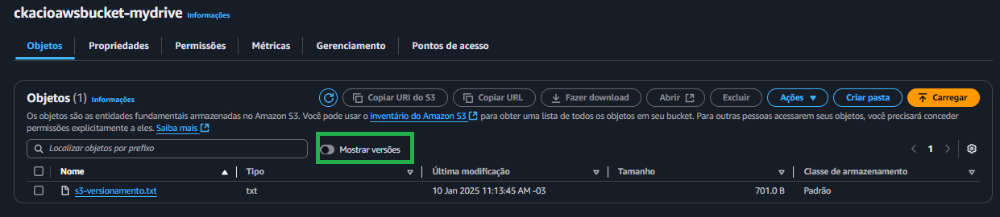 ckacioawsbucket-mydrive Informações
Objetos Propriedades Permissões Métricas Gerenciamento Pontos de acesso
Objetos (1) Informações Copiar URI do S3 Copiar URL Fazer download Abrir Excluir Ações Criar pasta Carregar
Os objetos são as entidades fundamentais armazenadas no Amazon S3. Você pode usar o inventário do Amazon S3 para obter uma lista de todos os objetos em seu bucket. Para outras pessoas acessarem seus objetos, você precisará conceder
permissões explicitamente a eles. Saiba mais
Localizar objetos por prefixo Mostrar versões 1
Nome Tipo Última modificação Tamanho Classe de armazenamento
s3-versionamento.txt txt 10 Jan 2025 11:13:45 AM -03 701.0 B Padrão